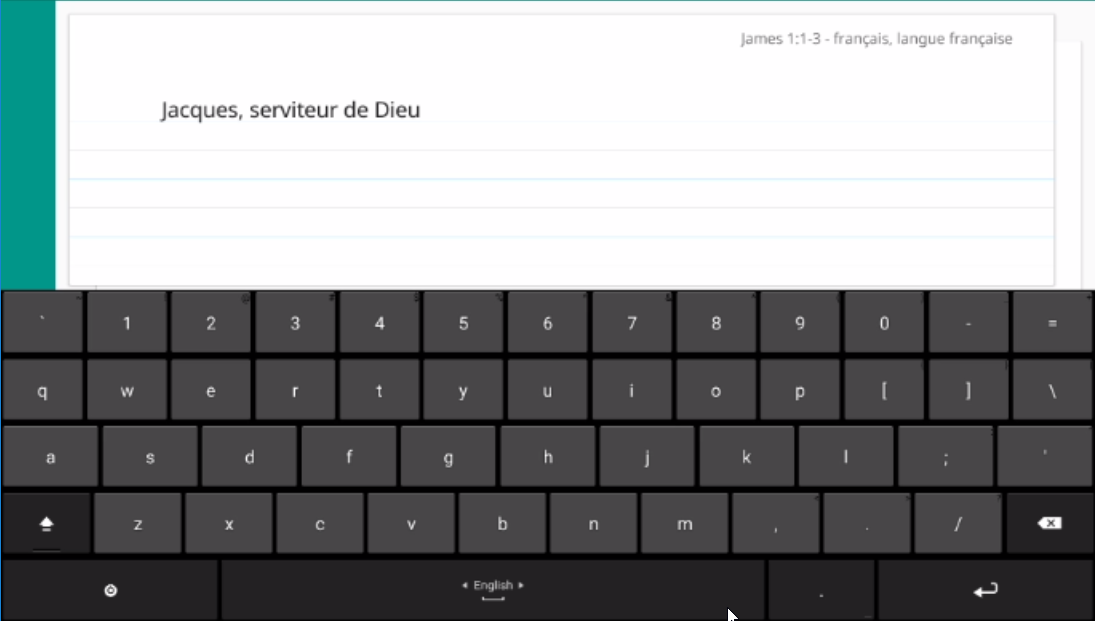 James 1:1-3 - français, langue française
Jacques, serviteur de Dieu
` 1 2 3 4 5 6 7 8 9 0 - =
q w e r t y u i o p [ ] \
a s d f g h j k l ; '
z x c v b n m , . /
English .